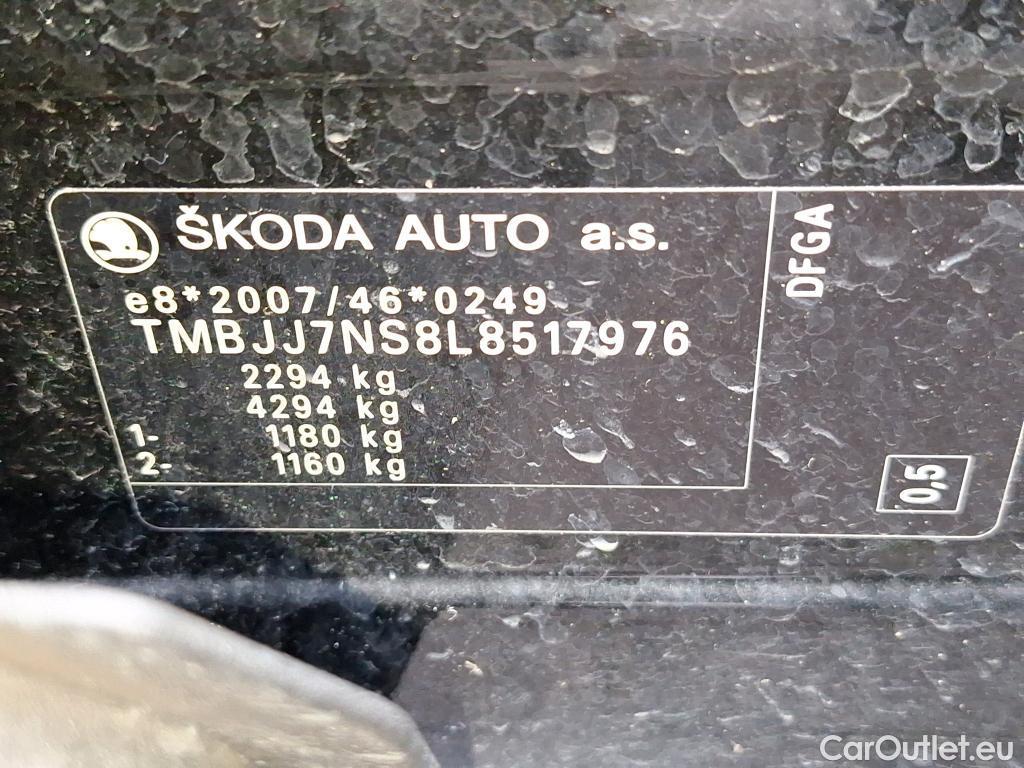 ŠKODA AUTO a.s.
e8*2007/46*0249
TMBJJ7NS8L8517976
2294 kg
4294 kg
1- 1180 kg
2- 1160 kg
DFGA
0,5
CarOutlet.eu